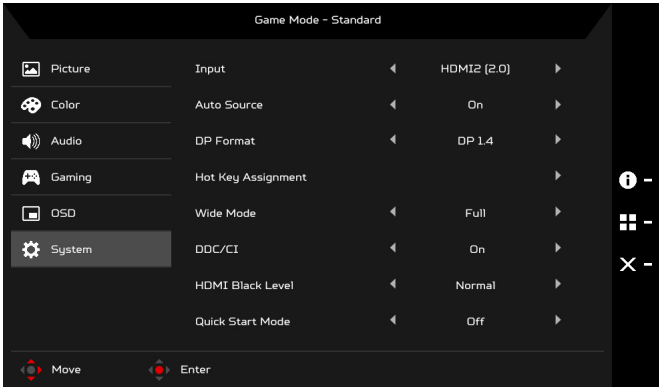 Game Mode - Standard
Picture
Input HDMI2 (2.0)
Color
Auto Source On
Audio
DP Format DP 1.4
Gaming
Hot Key Assignment
OSD
Wide Mode Full
System
DDC/CI On
HDMI Black Level Normal
Quick Start Mode Off
Move Enter